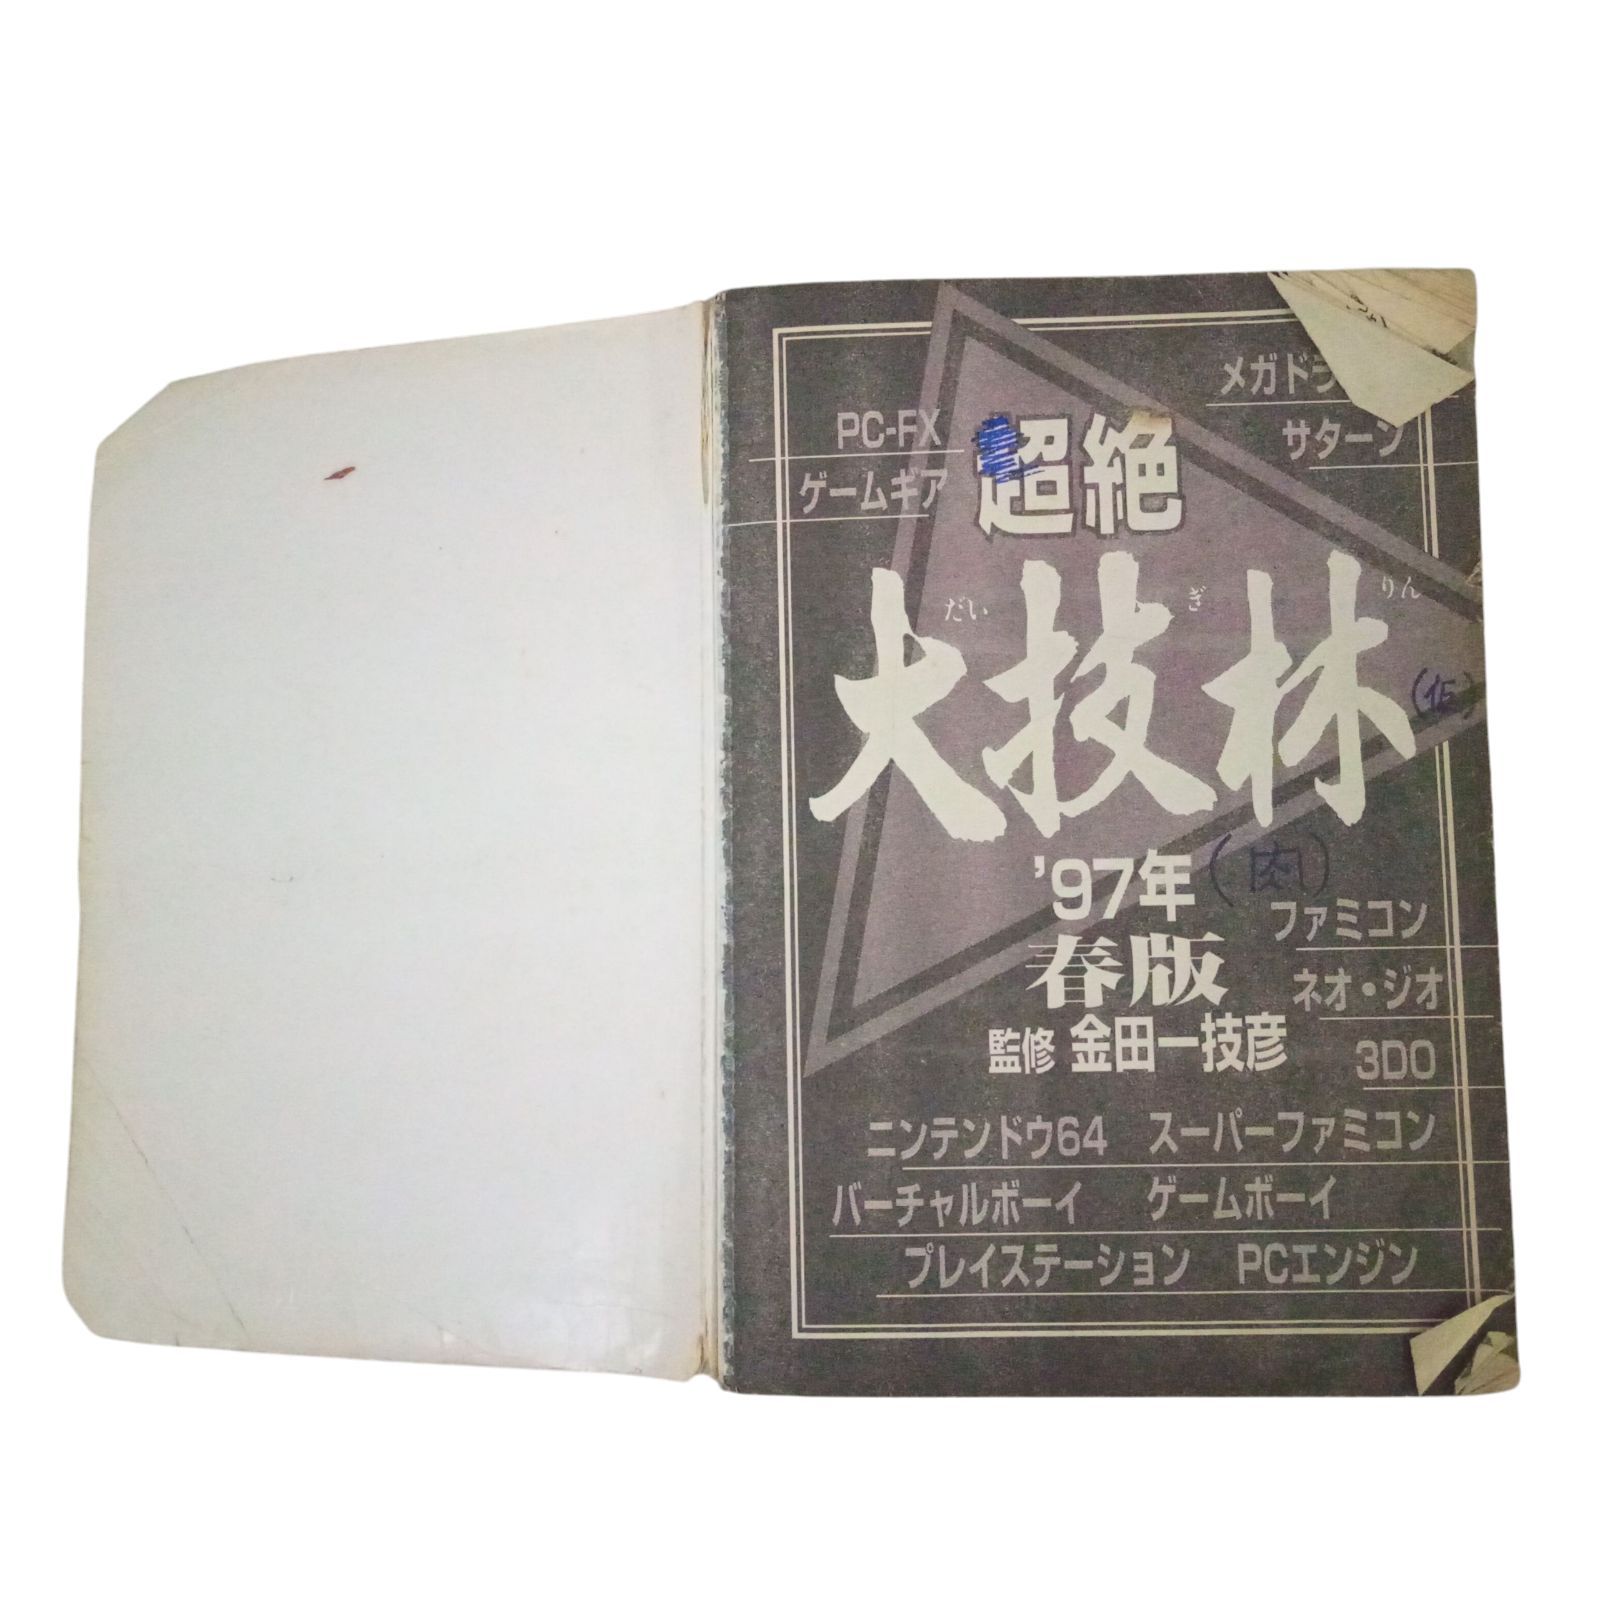 メガドラ
PC-FX
サターン
ゲームギア
超絶
だい ぎ りん
大技林
(仮)
'97年
(肉)
春版
ファミコン
ネオ・ジオ
監修 金田一技彦
3DO
ニンテンドウ64 スーパーファミコン
バーチャルボーイ ゲームボーイ
プレイステーション PCエンジン